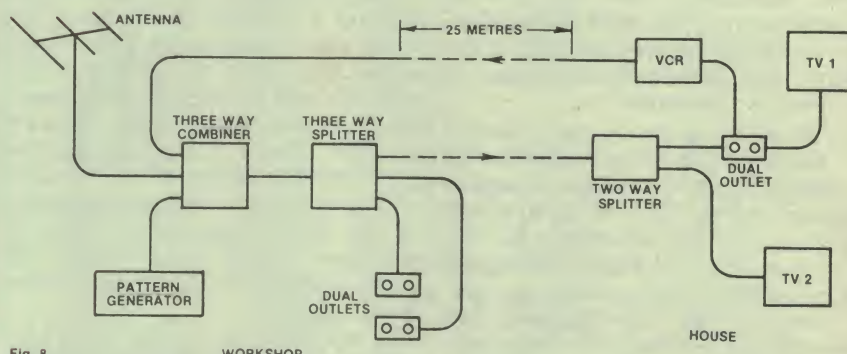 ANTENNA
25 METRES
VCR
TV 1
THREE WAY
COMBINER
THREE WAY
SPLITTER
DUAL
OUTLET
TWO WAY
SPLITTER
PATTERN
GENERATOR
DUAL
OUTLETS
TV 2
HOUSE
Fig. 8
WORKSHOP